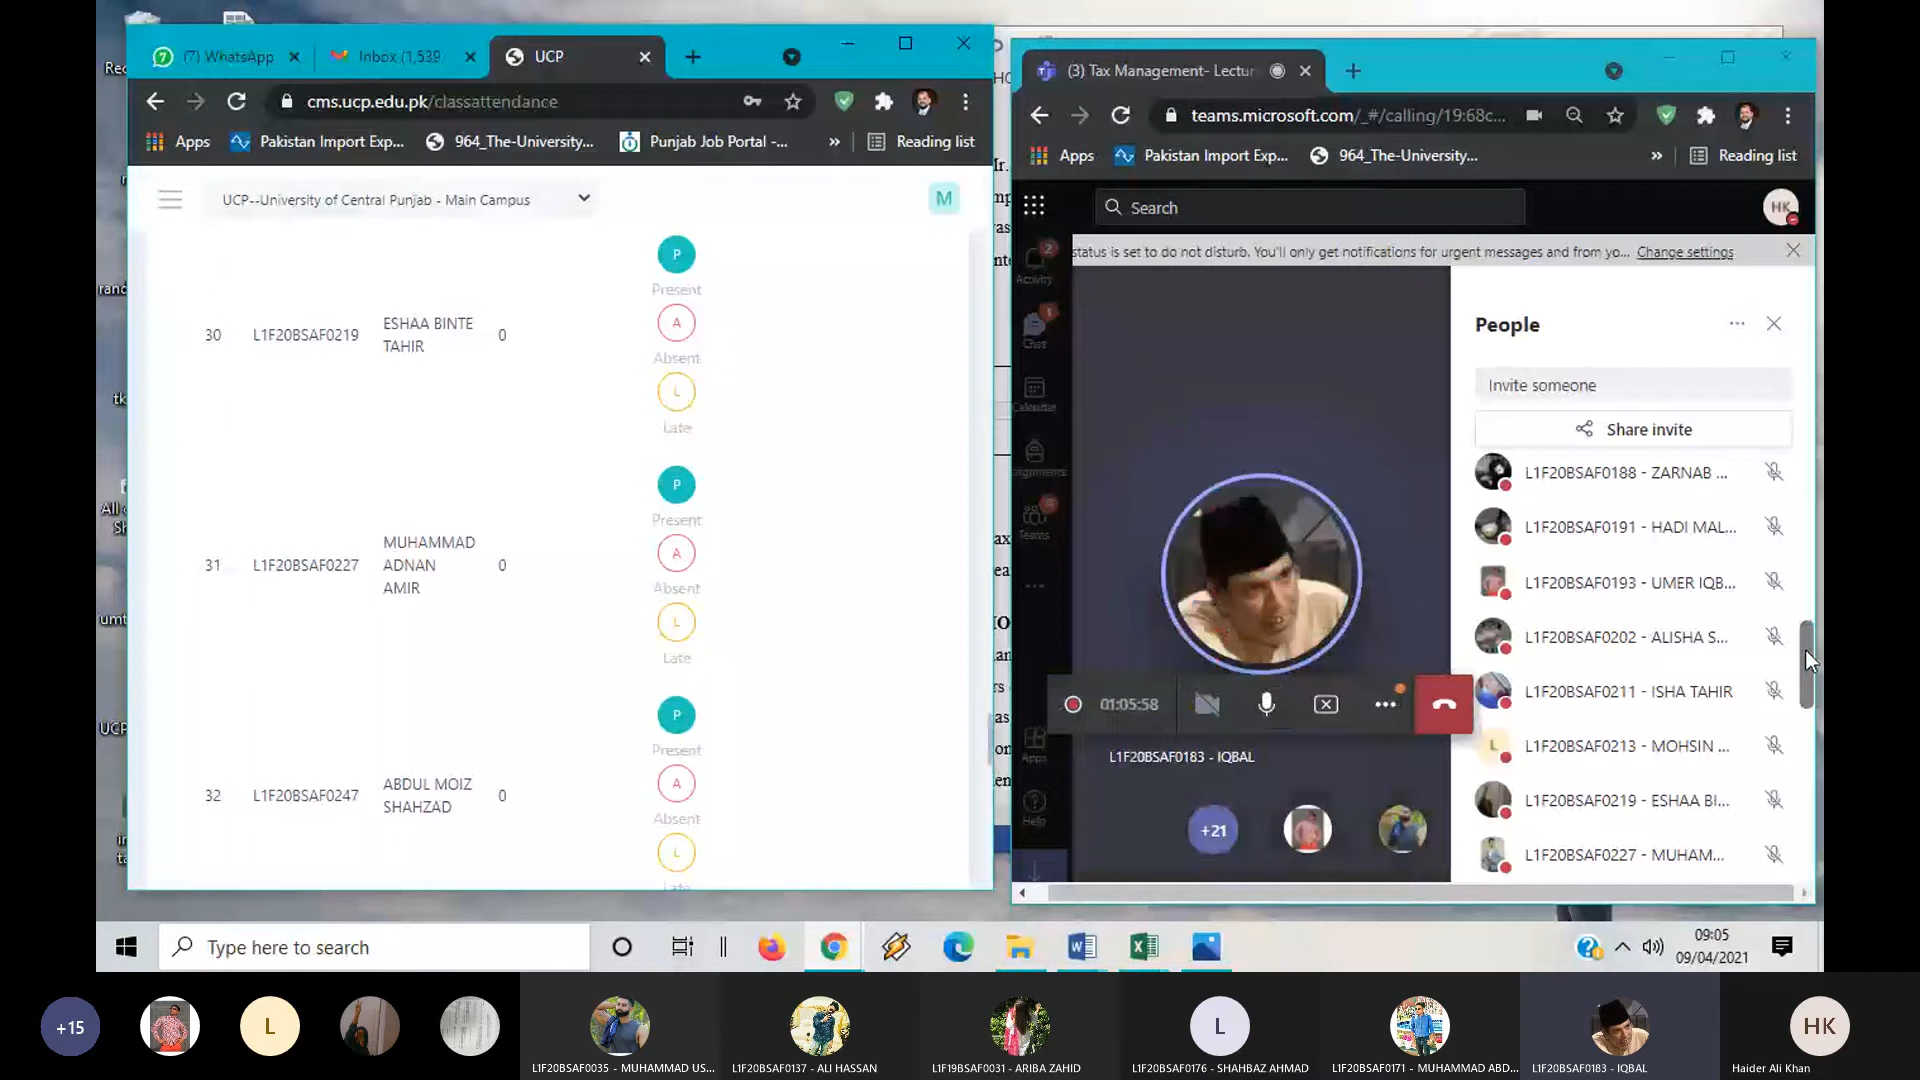 (7) WhatsApp
Inbox (1,539
UCP
cms.ucp.edu.pk/classattendance
Apps
Pakistan Import Exp...
964_The-University...
Punjab Job Portal -...
»
Reading list
UCP--University of Central Punjab - Main Campus
M
P
Present
30
L1F20BSAF0219
ESHAA BINTE
TAHIR
0
A
Absent
L
Late
P
Present
31
L1F20BSAF0227
MUHAMMAD
ADNAN
AMIR
0
A
Absent
L
Late
P
Present
32
L1F20BSAF0247
ABDUL MOIZ
SHAHZAD
0
A
Absent
L
(3) Tax Management- Lectur
teams.microsoft.com/_#/calling/19:68c...
Apps
Pakistan Import Exp...
964_The-University...
»
Reading list
Search
HK
status is set to do not disturb. You'll only get notifications for urgent messages and from yo...
Change settings
Activity
Chat
Calendar
Teams
Apps
Help
People
Invite someone
Share invite
L1F20BSAF0188 - ZARNAB ...
L1F20BSAF0191 - HADI MAL...
L1F20BSAF0193 - UMER IQB...
L1F20BSAF0202 - ALISHA S...
L1F20BSAF0211 - ISHA TAHIR
L1F20BSAF0213 - MOHSIN ...
L1F20BSAF0219 - ESHAA BI...
L1F20BSAF0227 - MUHAM...
01:05:58
L1F20BSAF0183 - IQBAL
+21
Type here to search
09:05
09/04/2021
+15
L
L
HK
L1F20BSAF0035 - MUHAMMAD US...
L1F20BSAF0137 - ALI HASSAN
L1F19BSAF0031 - ARIBA ZAHID
L1F20BSAF0176 - SHAHBAZ AHMAD
L1F20BSAF0171 - MUHAMMAD ABD...
L1F20BSAF0183 - IQBAL
Haider Ali Khan